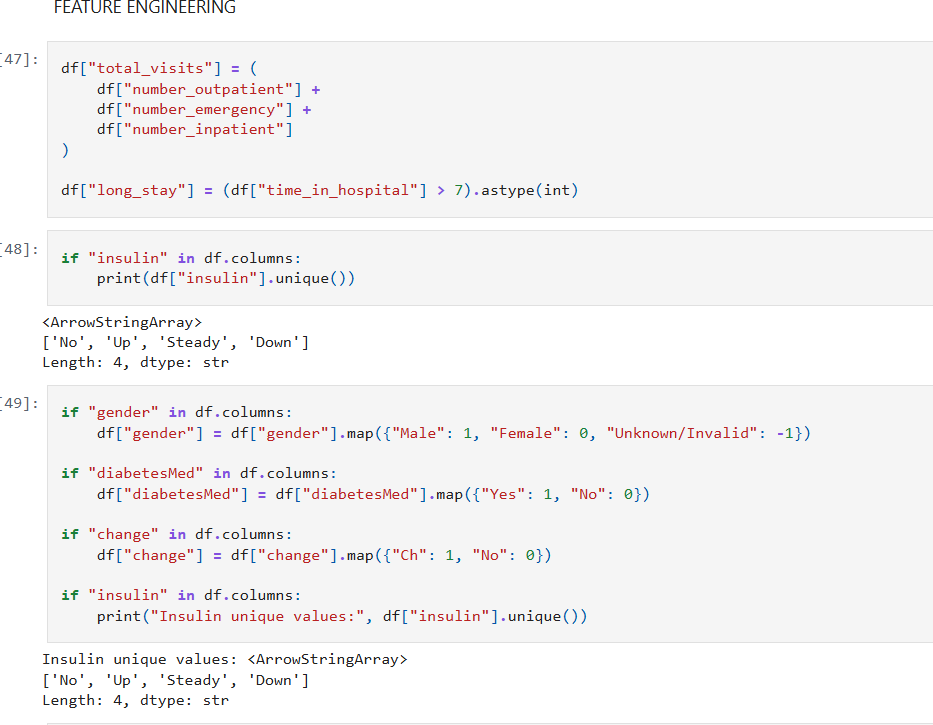 FEATURE ENGINEERING
[47]:
df["total_visits"] = (
    df["number_outpatient"] +
    df["number_emergency"] +
    df["number_inpatient"]
)
df["long_stay"] = (df["time_in_hospital"] > 7).astype(int)
[48]:
if "insulin" in df.columns:
    print(df["insulin"].unique())
<ArrowStringArray>
['No', 'Up', 'Steady', 'Down']
Length: 4, dtype: str
[49]:
if "gender" in df.columns:
    df["gender"] = df["gender"].map({"Male": 1, "Female": 0, "Unknown/Invalid": -1})
if "diabetesMed" in df.columns:
    df["diabetesMed"] = df["diabetesMed"].map({"Yes": 1, "No": 0})
if "change" in df.columns:
    df["change"] = df["change"].map({"Ch": 1, "No": 0})
if "insulin" in df.columns:
    print("Insulin unique values:", df["insulin"].unique())
Insulin unique values: <ArrowStringArray>
['No', 'Up', 'Steady', 'Down']
Length: 4, dtype: str